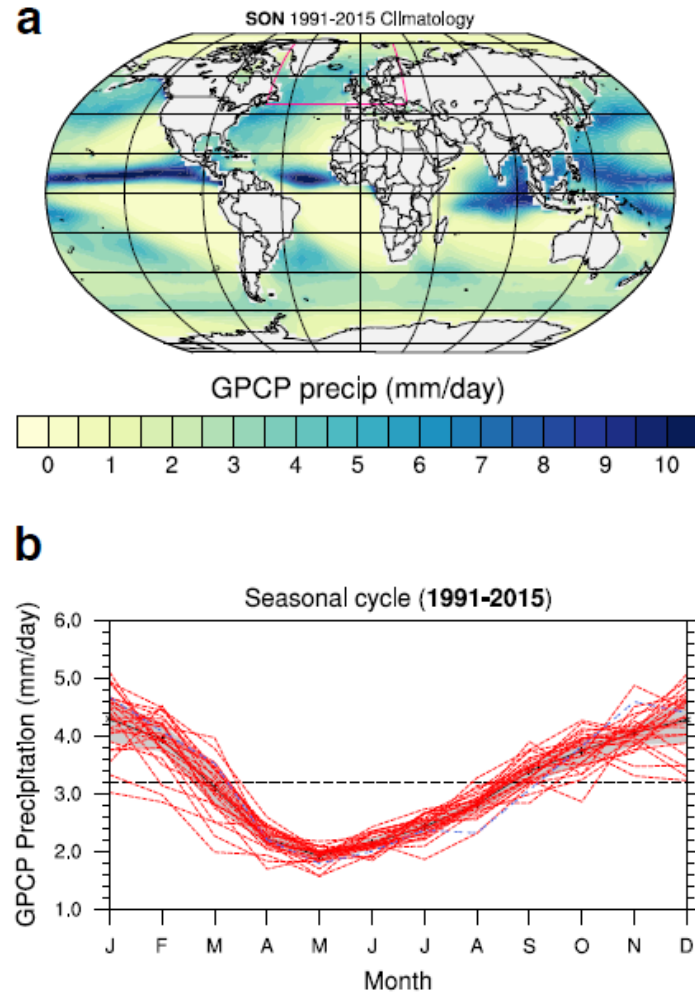 a
SON 1991-2015 Climatology
GPCP precip (mm/day)
0 1 2 3 4 5 6 7 8 9 10
b
Seasonal cycle (1991-2015)
GPCP Precipitation (mm/day)
6.0
5.0
4.0
3.0
2.0
1.0
J F M A M J J A S O N D
Month